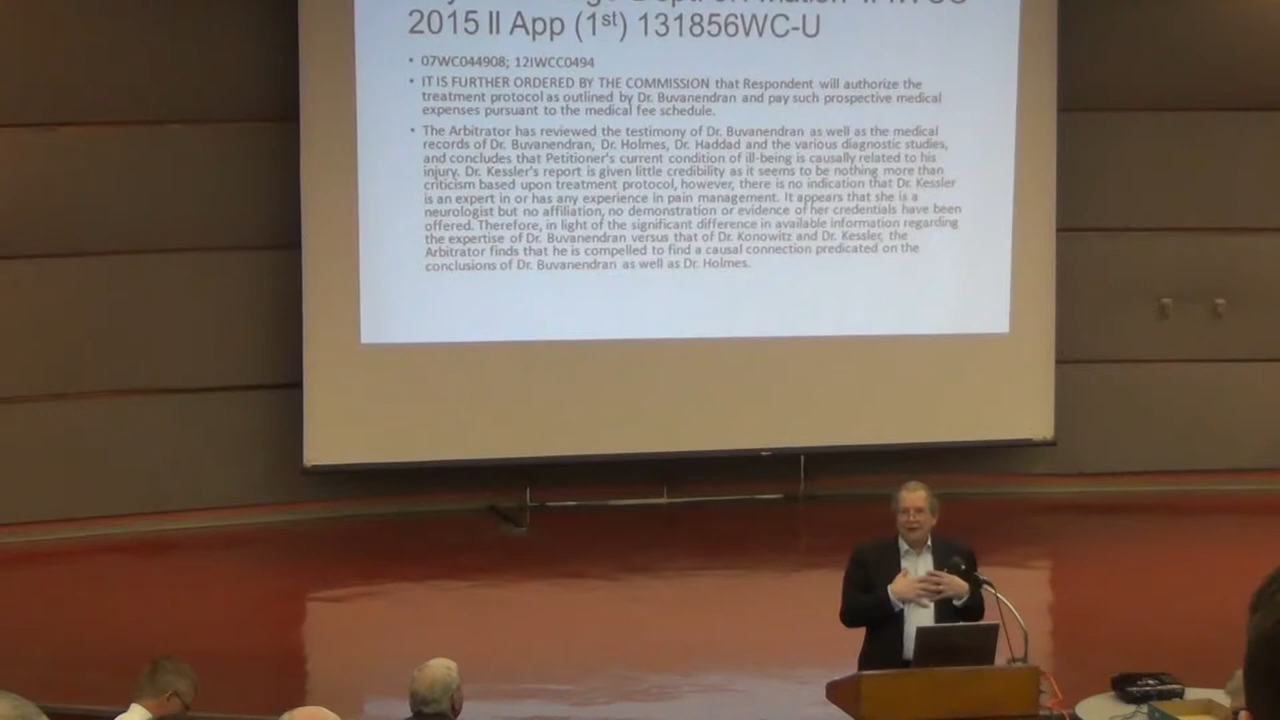 2015 Il App (1st) 131856WC-U
• 07WC044908; 12IWCC0494
• IT IS FURTHER ORDERED BY THE COMMISSION that Respondent will authorize the
treatment protocol as outlined by Dr. Buvanendran and pay such prospective medical
expenses pursuant to the medical fee schedule.
• The Arbitrator has reviewed the testimony of Dr. Buvanendran as well as the medical
records of Dr. Buvanendran, Dr. Holmes, Dr. Haddad and the various diagnostic studies,
and concludes that Petitioner's current condition of ill-being is causally related to his
injury. Dr. Kessler's report is given little credibility as it seems to be nothing more than
criticism based upon treatment protocol, however, there is no indication that Dr. Kessler
is an expert in or has any experience in pain management. It appears that she is a
neurologist but no affiliation, no demonstration or evidence of her credentials have been
offered. Therefore, in light of the significant difference in available information regarding
the expertise of Dr. Buvanendran versus that of Dr. Konowitz and Dr. Kessler, the
Arbitrator finds that he is compelled to find a causal connection predicated on the
conclusions of Dr. Buvanendran as well as Dr. Holmes.